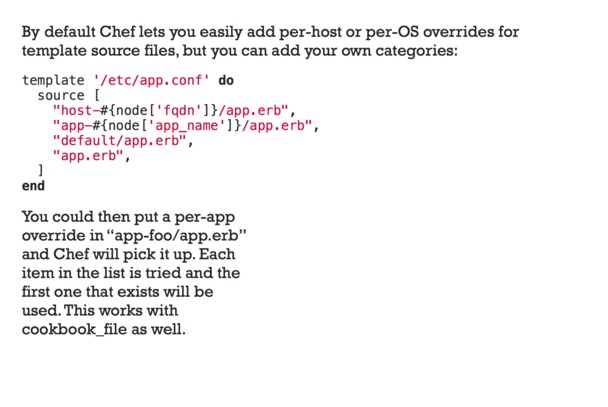 By default Chef lets you easily add per-host or per-OS overrides for
template source files, but you can add your own categories:
template '/etc/app.conf' do
  source [
    "host-#{node['fqdn']}/app.erb",
    "app-#{node['app_name']}/app.erb",
    "default/app.erb",
    "app.erb",
  ]
end
You could then put a per-app
override in “app-foo/app.erb”
and Chef will pick it up. Each
item in the list is tried and the
first one that exists will be
used. This works with
cookbook_file as well.